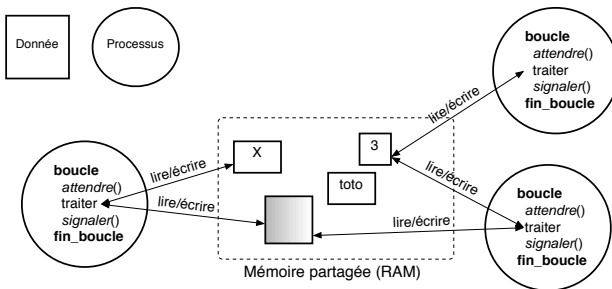 Donnée
Processus
boucle
attendre()
traiter
signaler()
fin_boucle
lire/écrire
X
3
toto
lire/écrire
lire/écrire
boucle
attendre()
traiter
signaler()
fin_boucle
lire/écrire
lire/écrire
boucle
attendre()
traiter
signaler()
fin_boucle
Mémoire partagée (RAM)